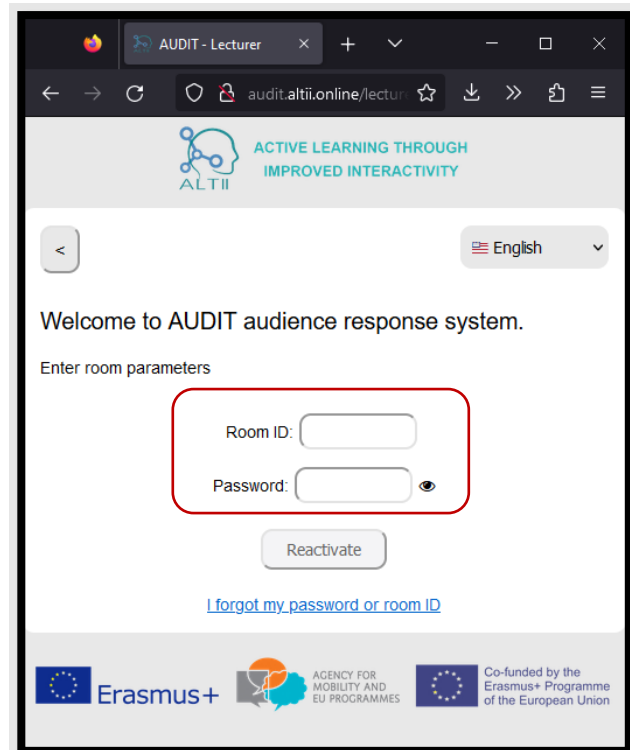 AUDIT - Lecturer
audit.altii.online/lectur
ACTIVE LEARNING THROUGH
IMPROVED INTERACTIVITY
ALTII
<
English
Welcome to AUDIT audience response system.
Enter room parameters
Room ID:
Password:
Reactivate
I forgot my password or room ID
Erasmus+
AGENCY FOR
MOBILITY AND
EU PROGRAMMES
Co-funded by the
Erasmus+ Programme
of the European Union